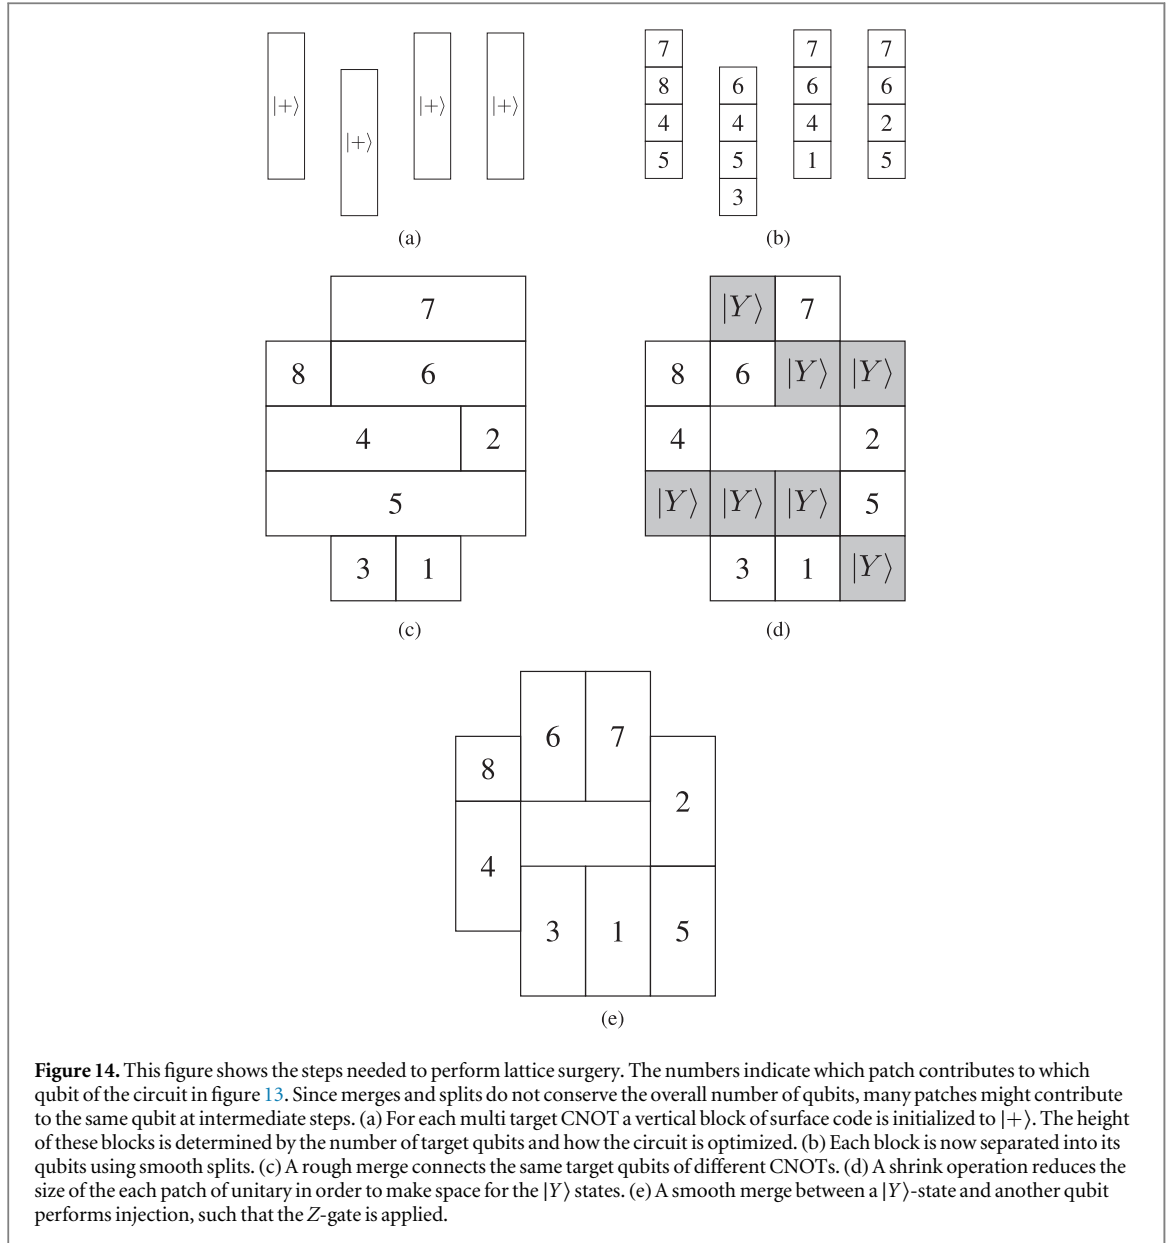 |+⟩ |+⟩ |+⟩ |+⟩
(a)
7 7 7
8 6 6 6
4 4 4 2
5 5 1 5
3
(b)
7
8 6
4 2
5
3 1
(c)
|Y⟩ 7
8 6 |Y⟩ |Y⟩
4 2
|Y⟩ |Y⟩ |Y⟩ 5
3 1 |Y⟩
(d)
6 7
8
2
4
3 1 5
(e)
Figure 14. This figure shows the steps needed to perform lattice surgery. The numbers indicate which patch contributes to which
qubit of the circuit in figure 13. Since merges and splits do not conserve the overall number of qubits, many patches might contribute
to the same qubit at intermediate steps. (a) For each multi target CNOT a vertical block of surface code is initialized to |+⟩. The height
of these blocks is determined by the number of target qubits and how the circuit is optimized. (b) Each block is now separated into its
qubits using smooth splits. (c) A rough merge connects the same target qubits of different CNOTs. (d) A shrink operation reduces the
size of the each patch of unitary in order to make space for the |Y⟩ states. (e) A smooth merge between a |Y⟩-state and another qubit
performs injection, such that the Z-gate is applied.